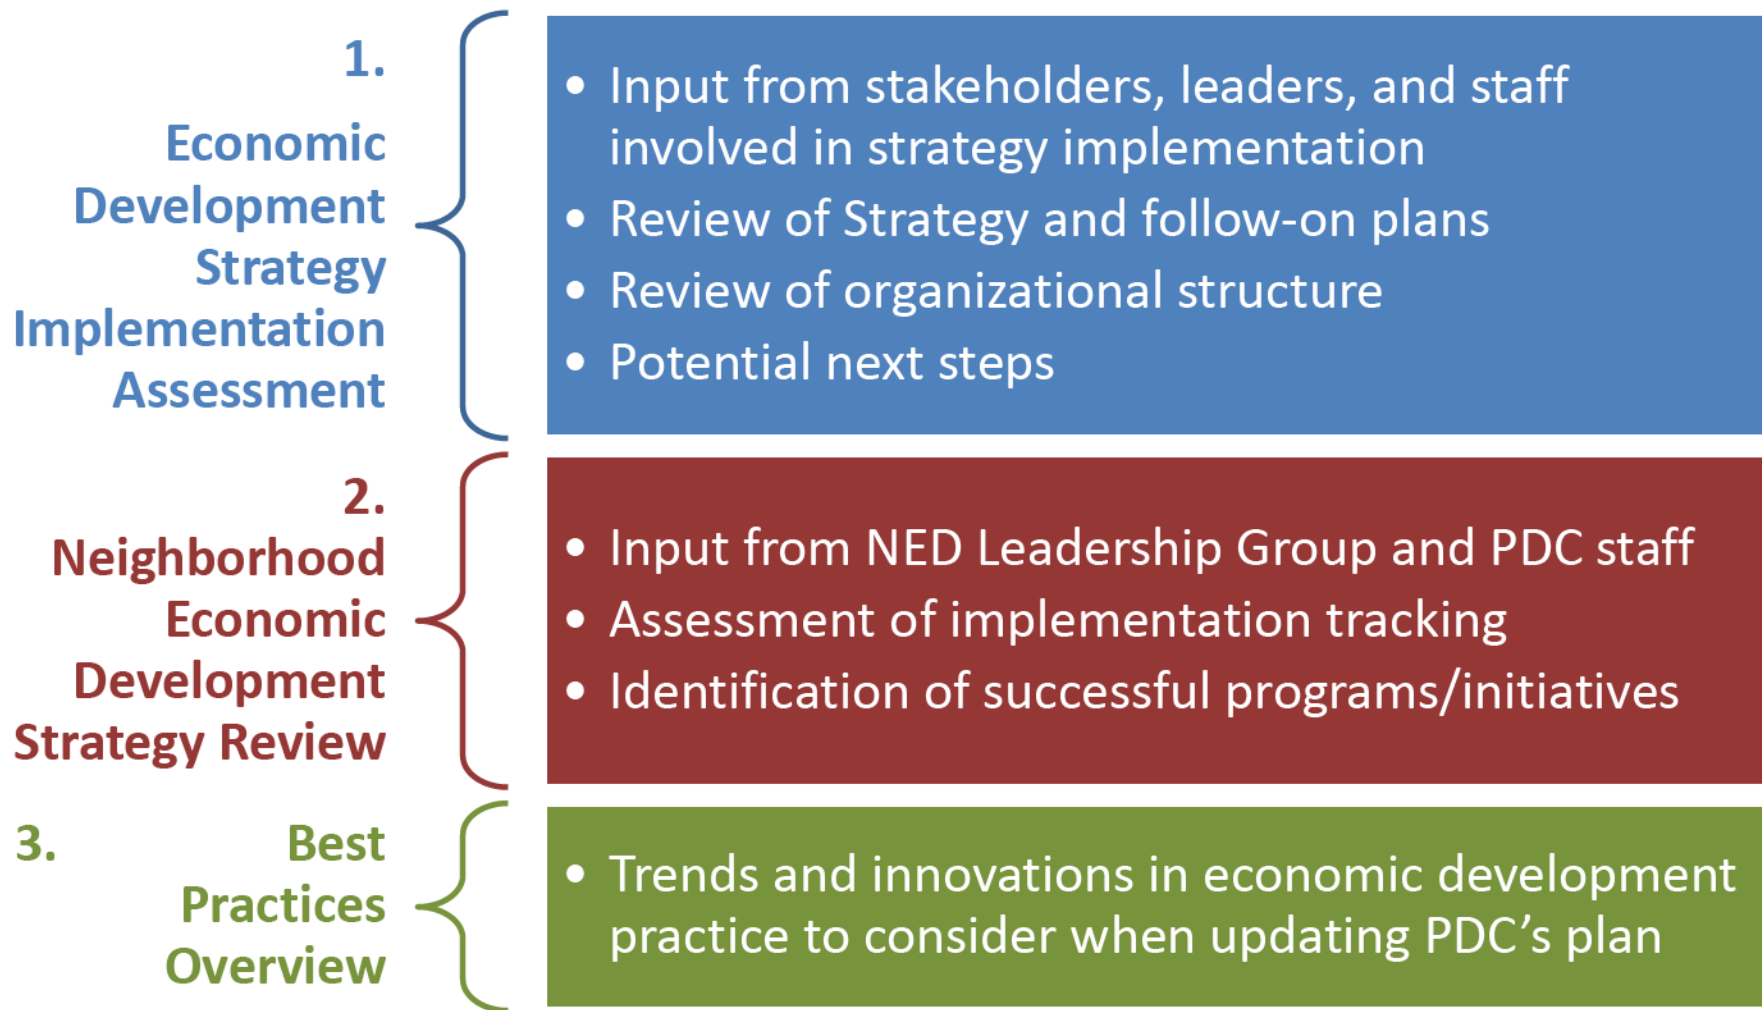 1.
Economic
Development
Strategy
Implementation
Assessment
• Input from stakeholders, leaders, and staff
involved in strategy implementation
• Review of Strategy and follow-on plans
• Review of organizational structure
• Potential next steps
2.
Neighborhood
Economic
Development
Strategy Review
• Input from NED Leadership Group and PDC staff
• Assessment of implementation tracking
• Identification of successful programs/initiatives
3. Best
Practices
Overview
• Trends and innovations in economic development
practice to consider when updating PDC’s plan